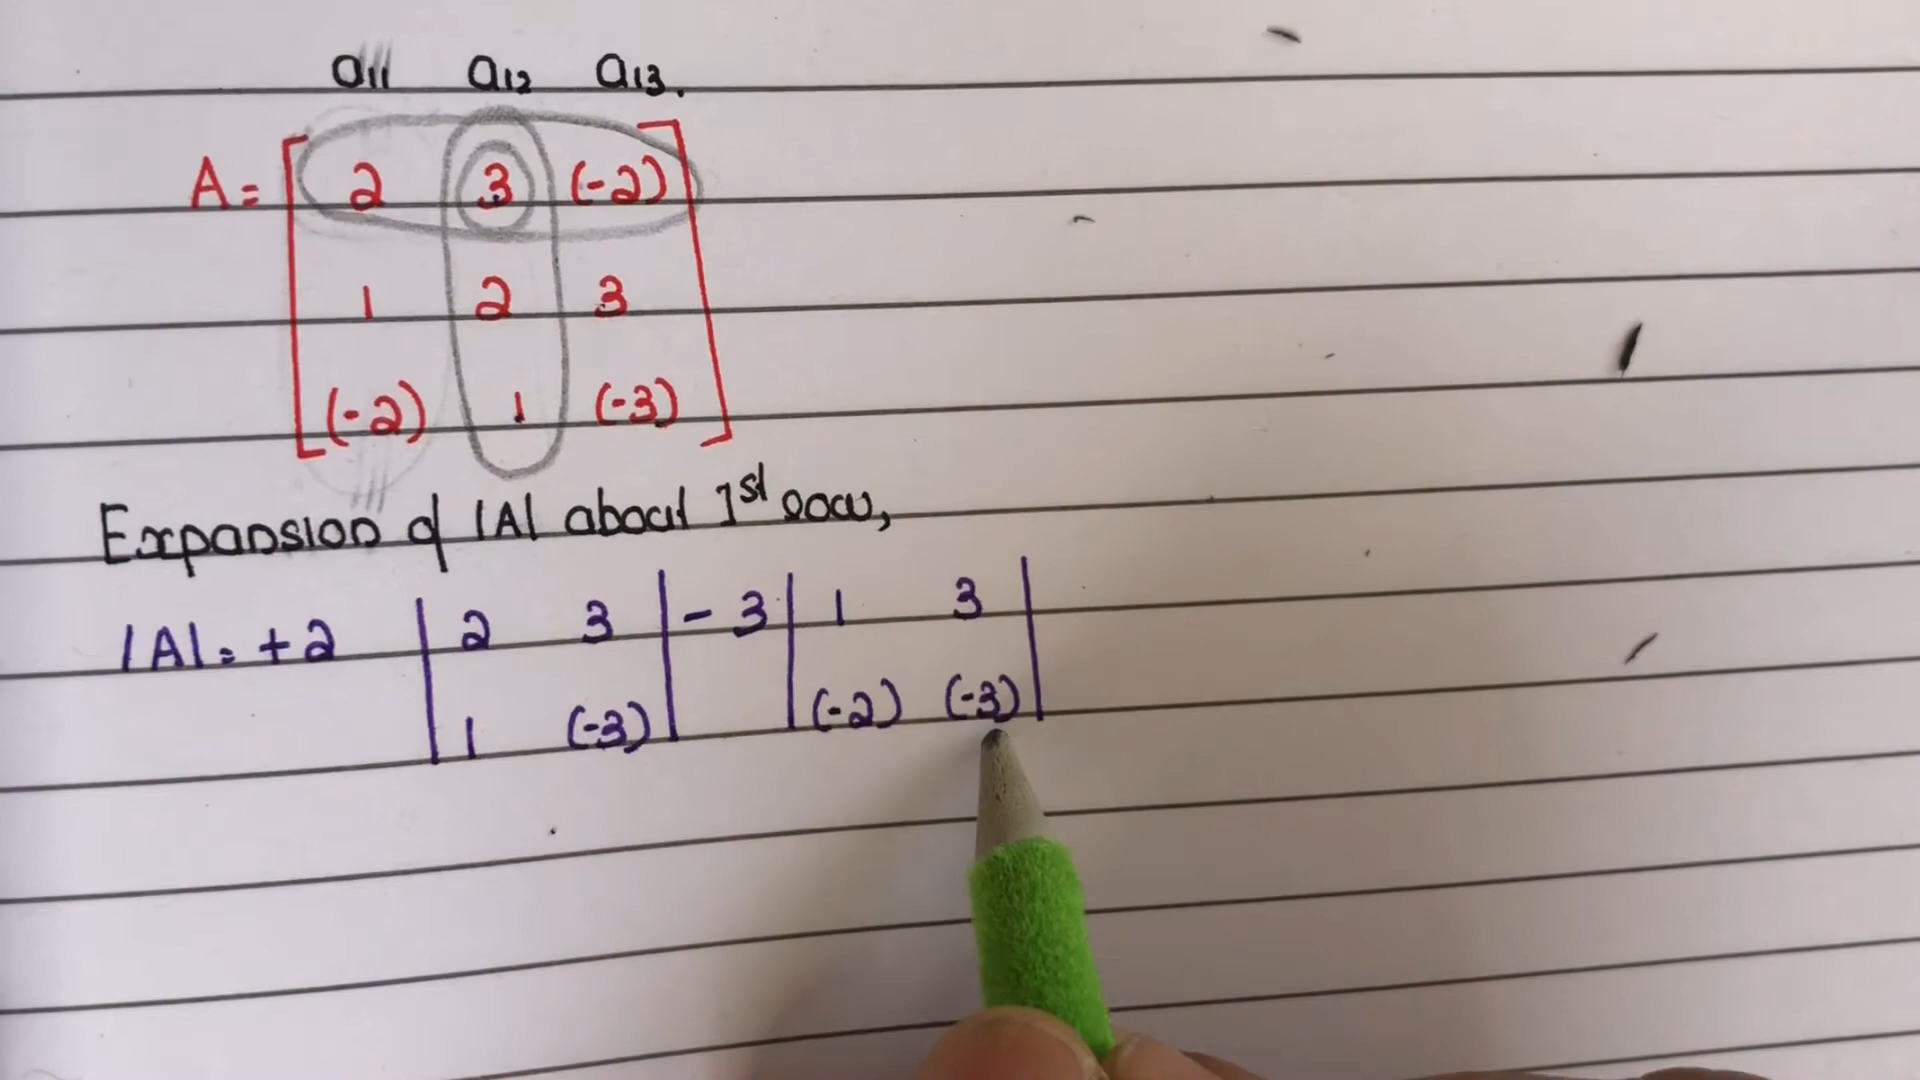 a11 a12 a13.
A= [ 2 3 (-2)
1 2 3
(-2) 1 (-3) ]
Expansion of |A| about 1st row,
|A|= +2 | 2 3 | - 3 | 1 3 |
| 1 (-3) | | (-2) (-3) |